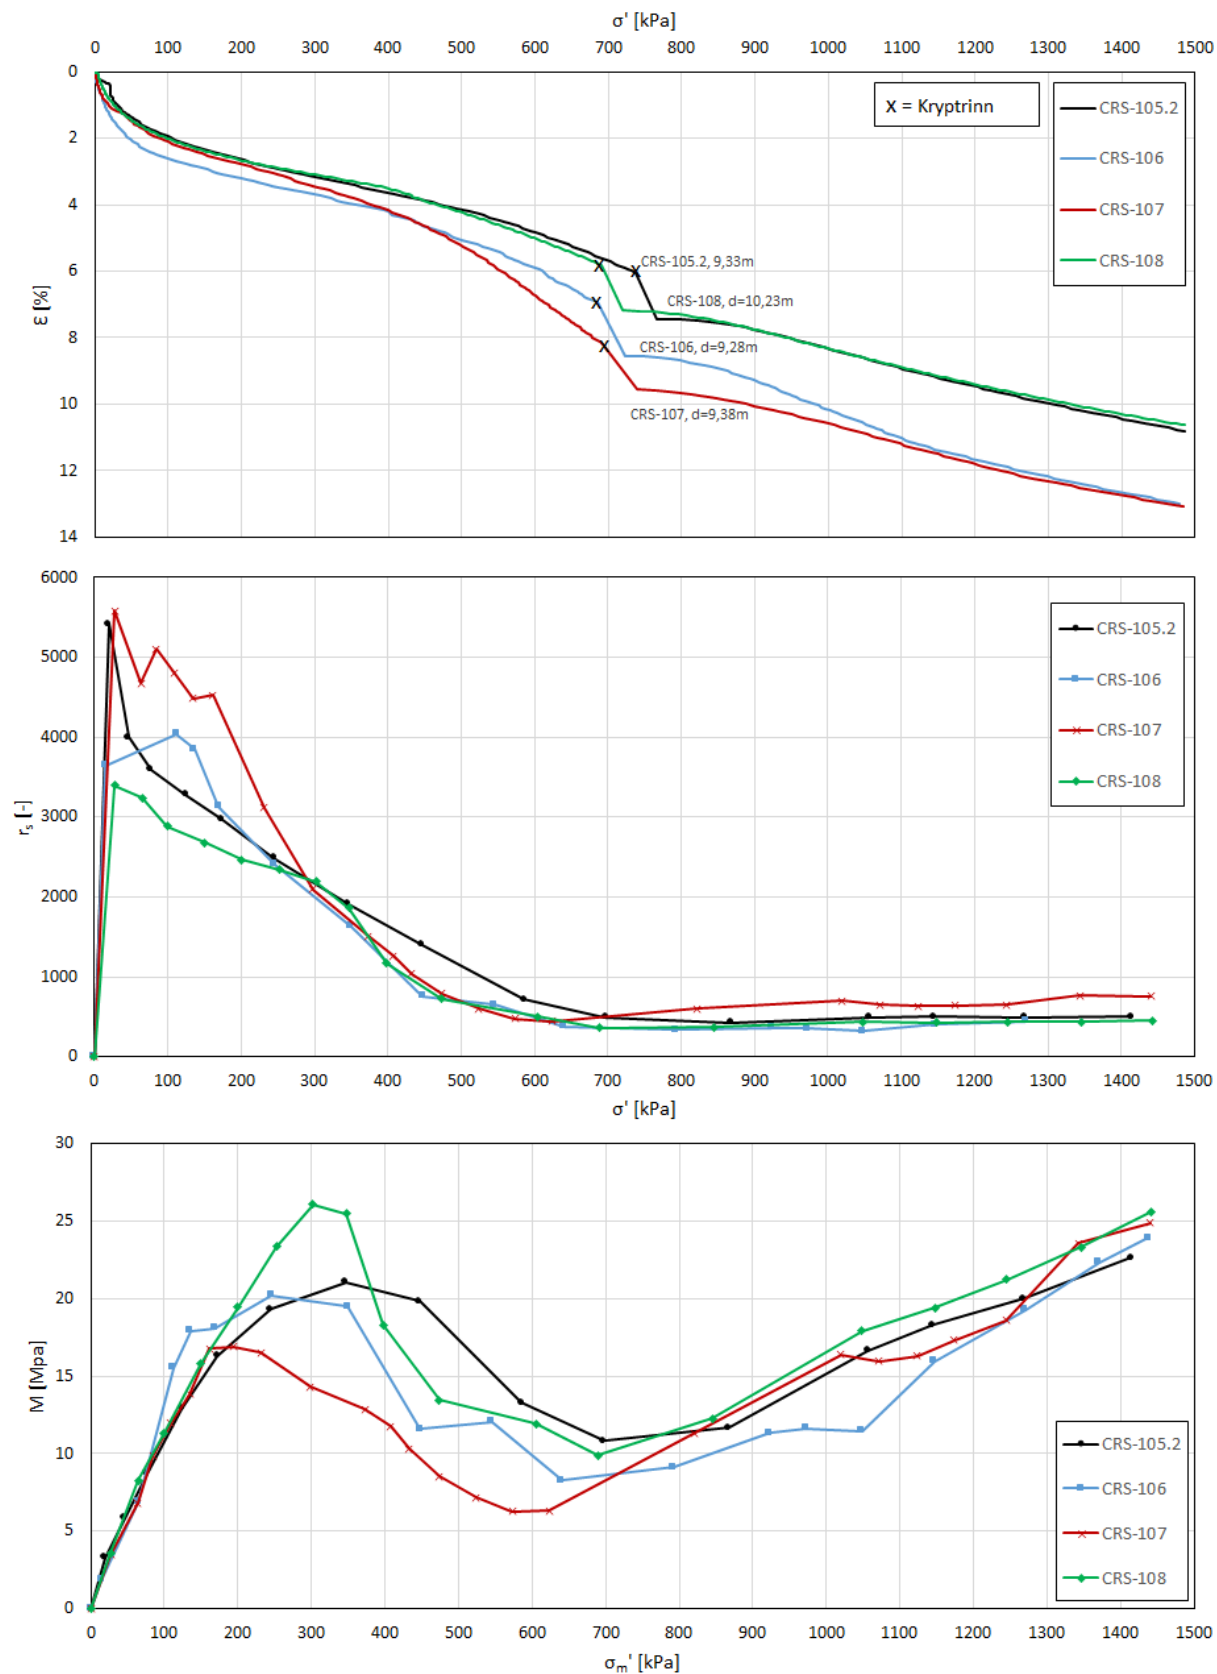 σ' [kPa]
0 100 200 300 400 500 600 700 800 900 1000 1100 1200 1300 1400 1500
0
2
4
6
8
10
12
14
ε [%]
X = Kryptrinn
CRS-105.2
CRS-106
CRS-107
CRS-108
X X X X
CRS-105.2, 9,33m
CRS-108, d=10,23m
CRS-106, d=9,28m
CRS-107, d=9,38m
6000
5000
4000
3000
2000
1000
0
rs [-]
CRS-105.2
CRS-106
CRS-107
CRS-108
0 100 200 300 400 500 600 700 800 900 1000 1100 1200 1300 1400 1500
σ' [kPa]
30
25
20
15
10
5
0
M [Mpa]
CRS-105.2
CRS-106
CRS-107
CRS-108
0 100 200 300 400 500 600 700 800 900 1000 1100 1200 1300 1400 1500
σm' [kPa]